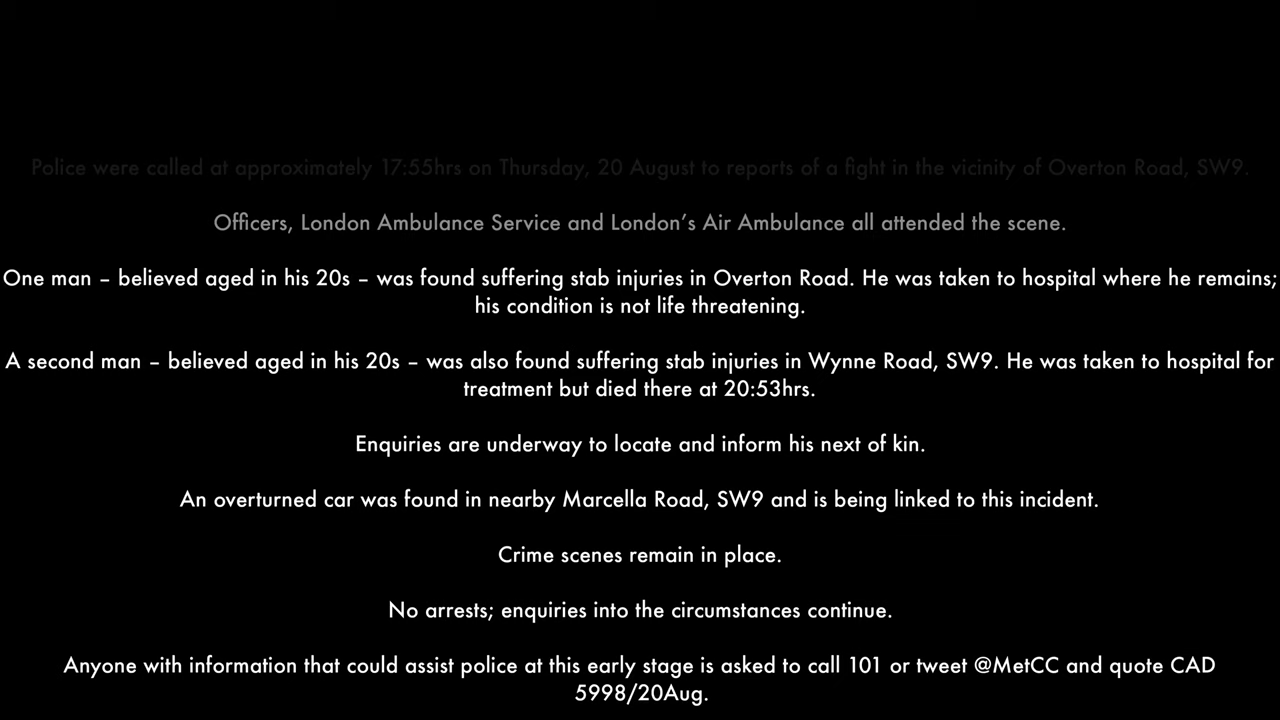 Police were called at approximately 17:55hrs on Thursday, 20 August to reports of a fight in the vicinity of Overton Road, SW9.
Officers, London Ambulance Service and London’s Air Ambulance all attended the scene.
One man – believed aged in his 20s – was found suffering stab injuries in Overton Road. He was taken to hospital where he remains;
his condition is not life threatening.
A second man – believed aged in his 20s – was also found suffering stab injuries in Wynne Road, SW9. He was taken to hospital for
treatment but died there at 20:53hrs.
Enquiries are underway to locate and inform his next of kin.
An overturned car was found in nearby Marcella Road, SW9 and is being linked to this incident.
Crime scenes remain in place.
No arrests; enquiries into the circumstances continue.
Anyone with information that could assist police at this early stage is asked to call 101 or tweet @MetCC and quote CAD
5998/20Aug.